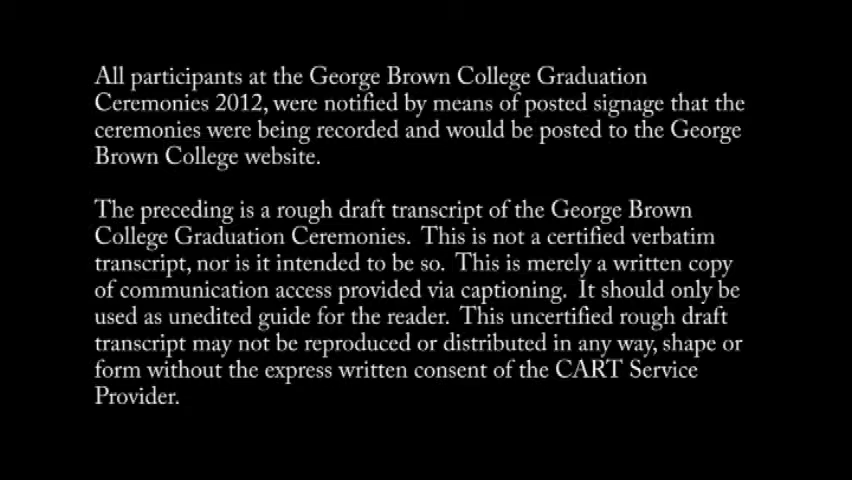 All participants at the George Brown College Graduation
Ceremonies 2012, were notified by means of posted signage that the
ceremonies were being recorded and would be posted to the George
Brown College website.
The preceding is a rough draft transcript of the George Brown
College Graduation Ceremonies. This is not a certified verbatim
transcript, nor is it intended to be so. This is merely a written copy
of communication access provided via captioning. It should only be
used as unedited guide for the reader. This uncertified rough draft
transcript may not be reproduced or distributed in any way, shape or
form without the express written consent of the CART Service
Provider.